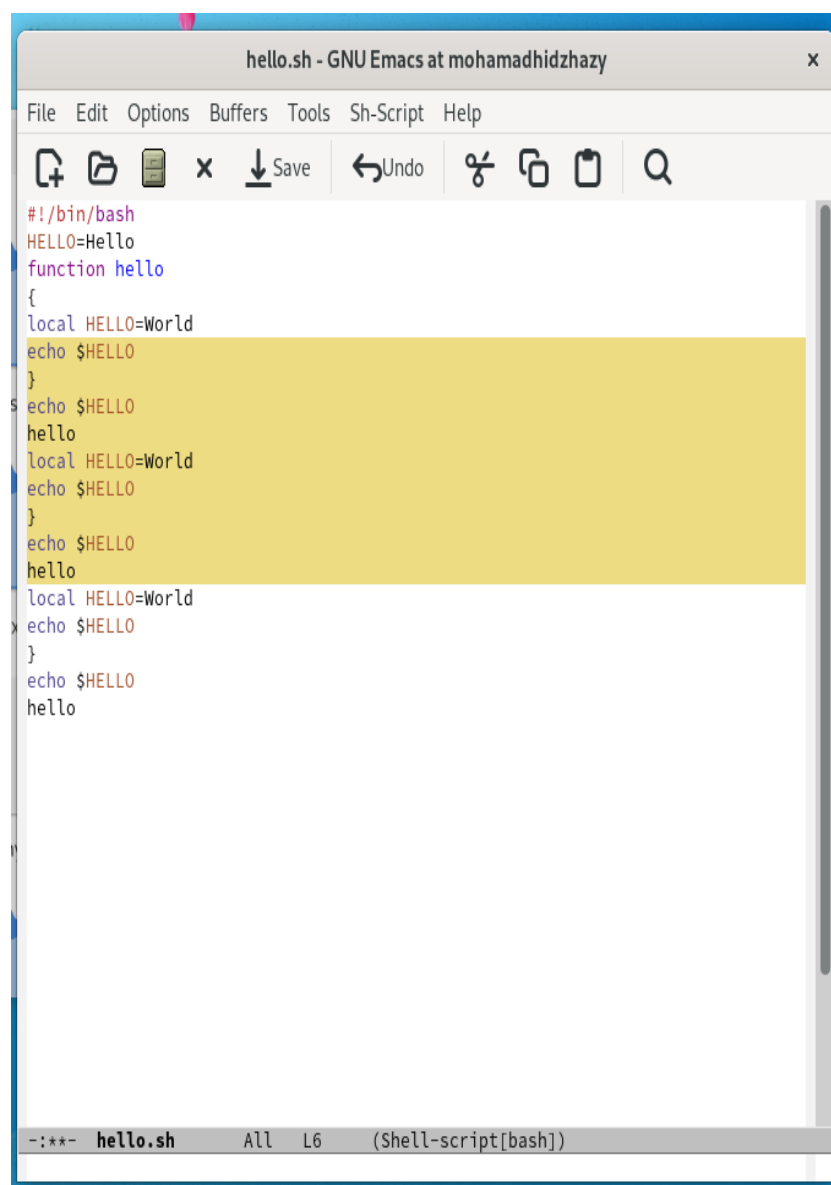 hello.sh - GNU Emacs at mohamadhidzhazy x
File Edit Options Buffers Tools Sh-Script Help
Save Undo
#!/bin/bash
HELLO=Hello
function hello
{
local HELLO=World
echo $HELLO
}
echo $HELLO
hello
local HELLO=World
echo $HELLO
}
echo $HELLO
hello
local HELLO=World
echo $HELLO
}
echo $HELLO
hello
-:**- hello.sh All L6 (Shell-script[bash])